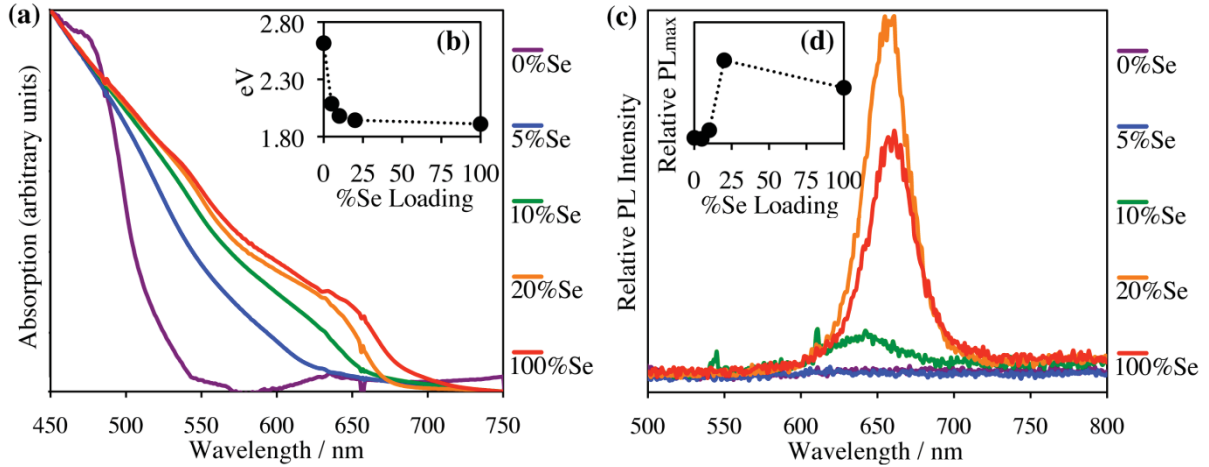 (a)
Absorption (arbitrary units)
450 500 550 600 650 700 750
Wavelength / nm
(b)
eV
2.80
2.30
1.80
0 25 50 75 100
%Se Loading
0%Se
5%Se
10%Se
20%Se
100%Se
(c)
Relative PL Intensity
500 600 700 800
Wavelength / nm
(d)
Relative PLmax
0 25 50 75 100
%Se Loading
0%Se
5%Se
10%Se
20%Se
100%Se